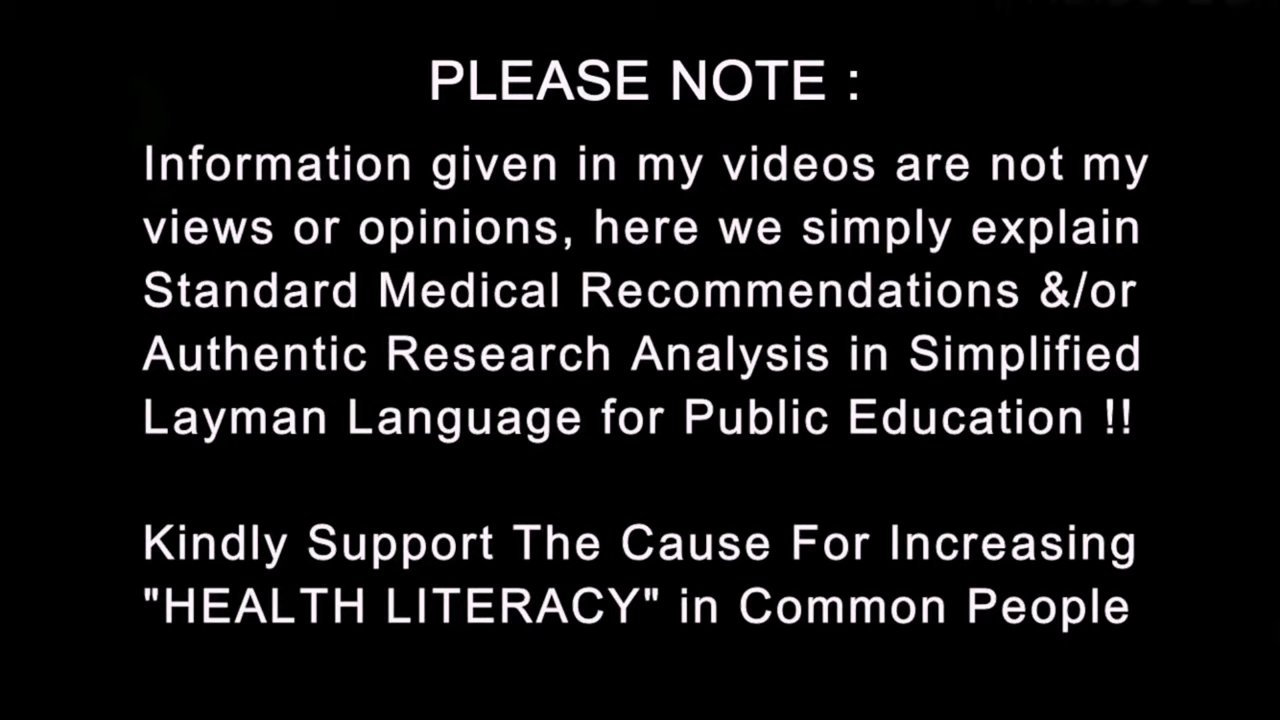 PLEASE NOTE :
Information given in my videos are not my
views or opinions, here we simply explain
Standard Medical Recommendations &/or
Authentic Research Analysis in Simplified
Layman Language for Public Education !!
Kindly Support The Cause For Increasing
"HEALTH LITERACY" in Common People